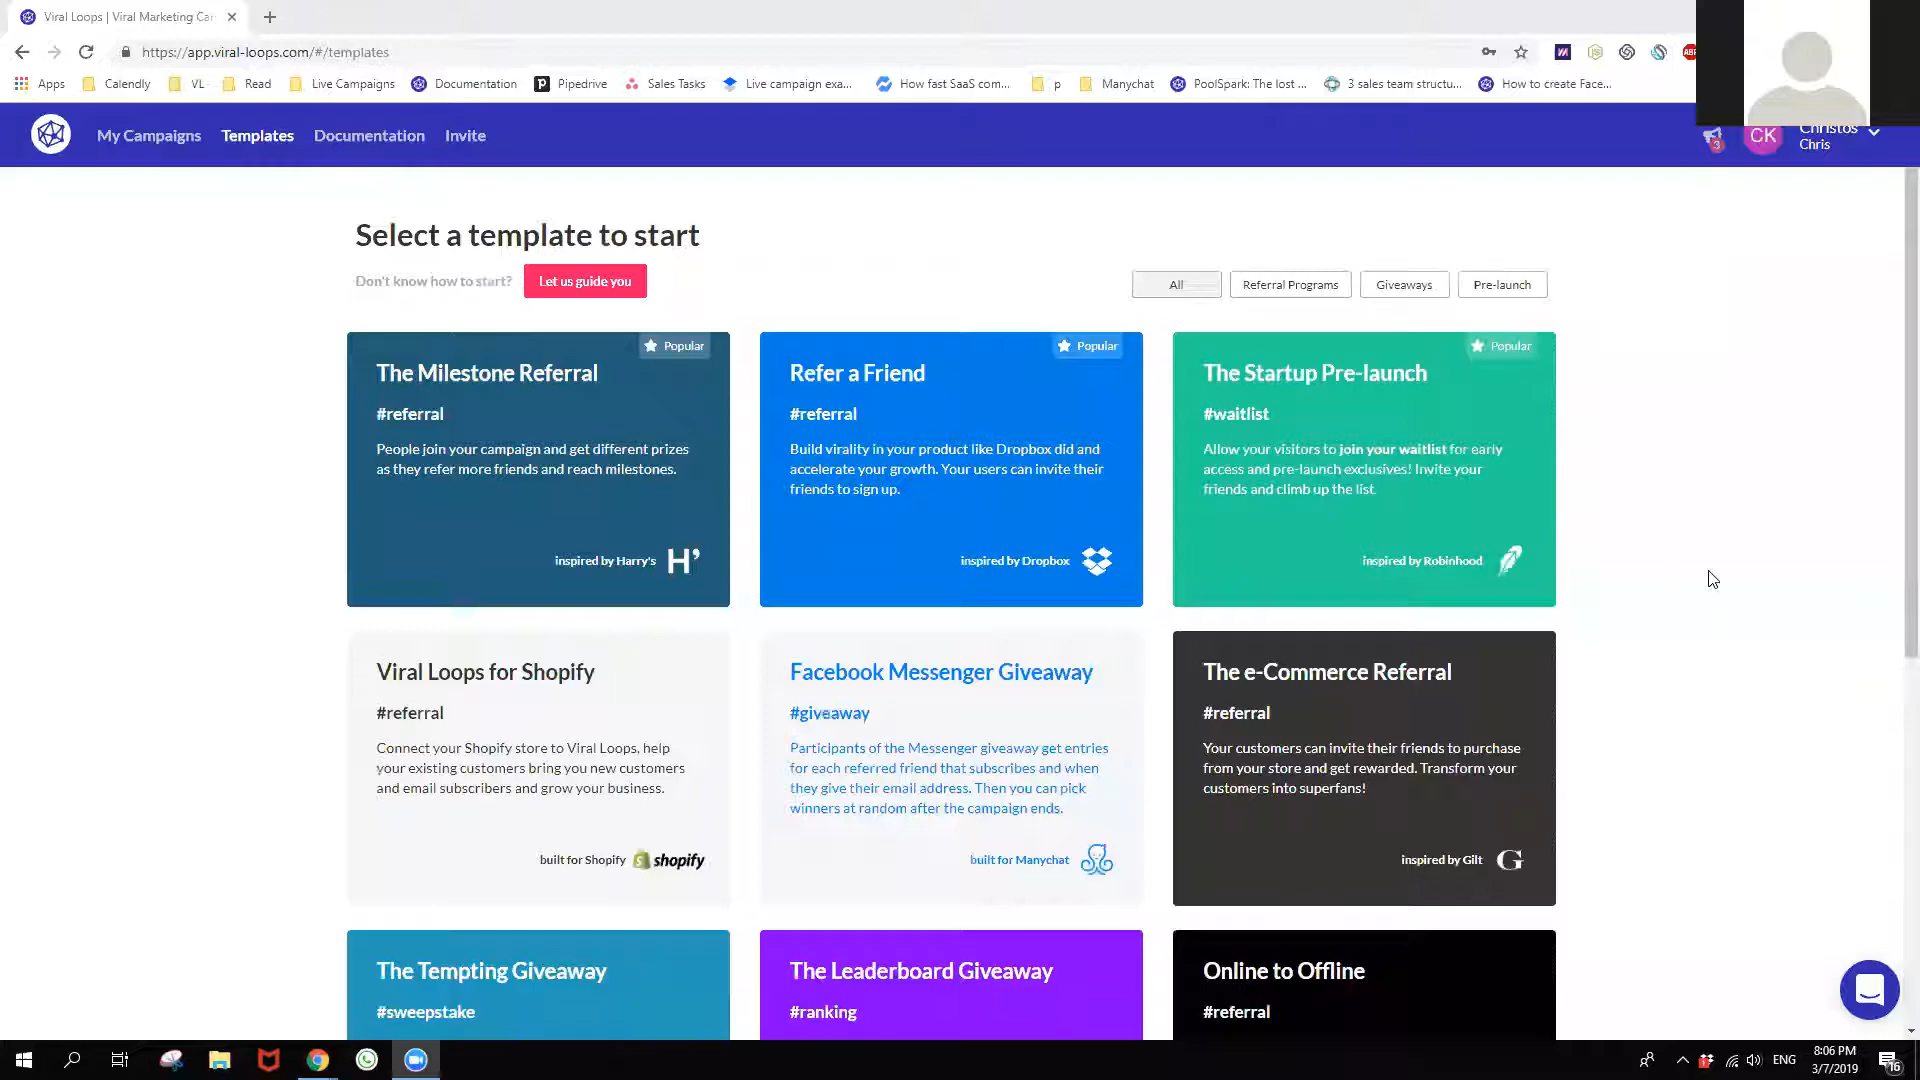 Viral Loops | Viral Marketing Ca
https://app.viral-loops.com/#/templates
Apps Calendly VL Read Live Campaigns Documentation Pipedrive Sales Tasks Live campaign exa... How fast SaaS com... p Manychat PoolSpark: The lost ... 3 sales team structu... How to create Face...
ABP
My Campaigns Templates Documentation Invite
3 CK Christos
Chris
Select a template to start
Don't know how to start? Let us guide you
All Referral Programs Giveaways Pre-launch
Popular
The Milestone Referral
#referral
People join your campaign and get different prizes
as they refer more friends and reach milestones.
inspired by Harry's H'
Popular
Refer a Friend
#referral
Build virality in your product like Dropbox did and
accelerate your growth. Your users can invite their
friends to sign up.
inspired by Dropbox
Popular
The Startup Pre-launch
#waitlist
Allow your visitors to join your waitlist for early
access and pre-launch exclusives! Invite your
friends and climb up the list.
inspired by Robinhood
Viral Loops for Shopify
#referral
Connect your Shopify store to Viral Loops, help
your existing customers bring you new customers
and email subscribers and grow your business.
built for Shopify shopify
Facebook Messenger Giveaway
#giveaway
Participants of the Messenger giveaway get entries
for each referred friend that subscribes and when
they give their email address. Then you can pick
winners at random after the campaign ends.
built for Manychat
The e-Commerce Referral
#referral
Your customers can invite their friends to purchase
from your store and get rewarded. Transform your
customers into superfans!
inspired by Gilt G
The Tempting Giveaway
#sweepstake
The Leaderboard Giveaway
#ranking
Online to Offline
#referral
ENG
8:06 PM
3/7/2019
16